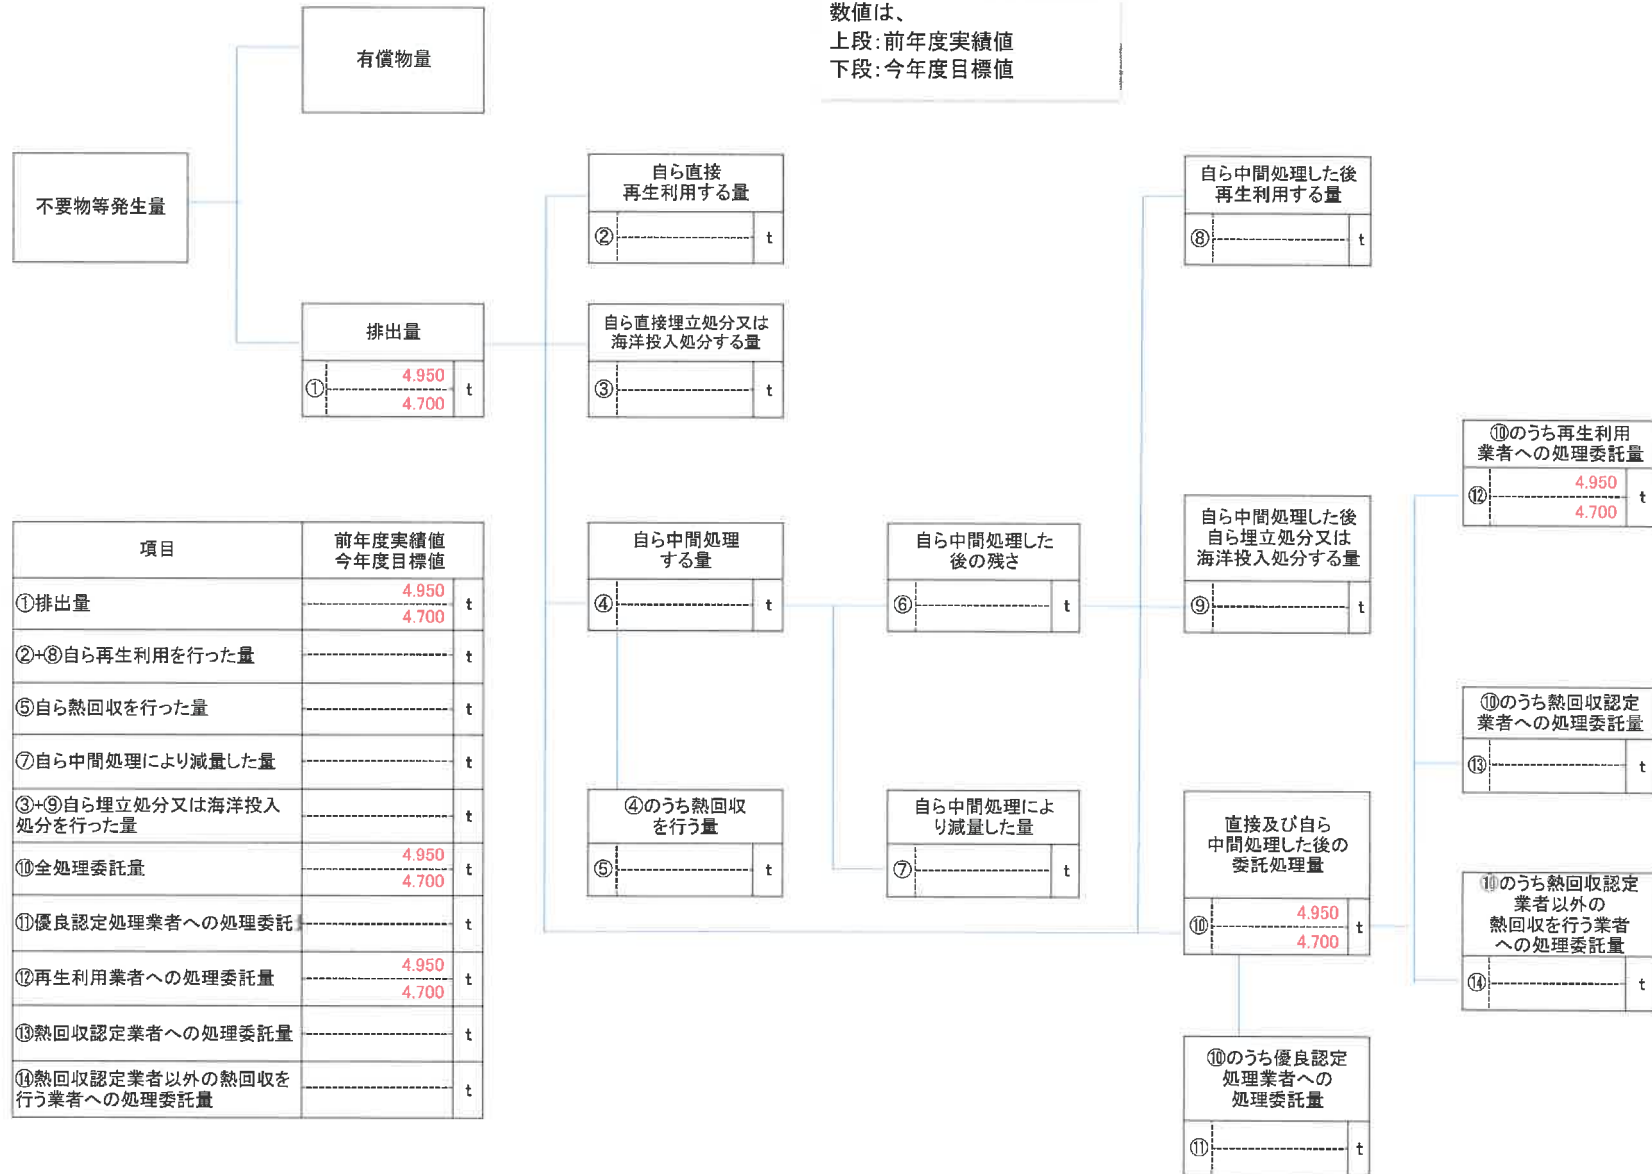 数値は、
上段:前年度実績値
下段:今年度目標値
有償物量
不要物等発生量
排出量
① 4.950 t
4.700
自ら直接
再生利用する量
② t
自ら直接埋立処分又は
海洋投入処分する量
③ t
自ら中間処理
する量
④ t
④のうち熱回収
を行う量
⑤ t
自ら中間処理した
後の残さ
⑥ t
自ら中間処理によ
り減量した量
⑦ t
自ら中間処理した後
再生利用する量
⑧ t
自ら中間処理した後
自ら埋立処分又は
海洋投入処分する量
⑨ t
直接及び自ら
中間処理した後の
委託処理量
⑩ 4.950 t
4.700
⑩のうち優良認定
処理業者への
処理委託量
⑪ t
⑩のうち再生利用
業者への処理委託量
⑫ 4.950 t
4.700
⑩のうち熱回収認定
業者への処理委託量
⑬ t
⑩のうち熱回収認定
業者以外の
熱回収を行う業者
への処理委託量
⑭ t
項目 前年度実績値
今年度目標値
①排出量 4.950 t
4.700
②+⑧自ら再生利用を行った量 t
⑤自ら熱回収を行った量 t
⑦自ら中間処理により減量した量 t
③+⑨自ら埋立処分又は海洋投入
処分を行った量 t
⑩全処理委託量 4.950 t
4.700
⑪優良認定処理業者への処理委託 t
⑫再生利用業者への処理委託量 4.950 t
4.700
⑬熱回収認定業者への処理委託量 t
⑭熱回収認定業者以外の熱回収を
行う業者への処理委託量 t